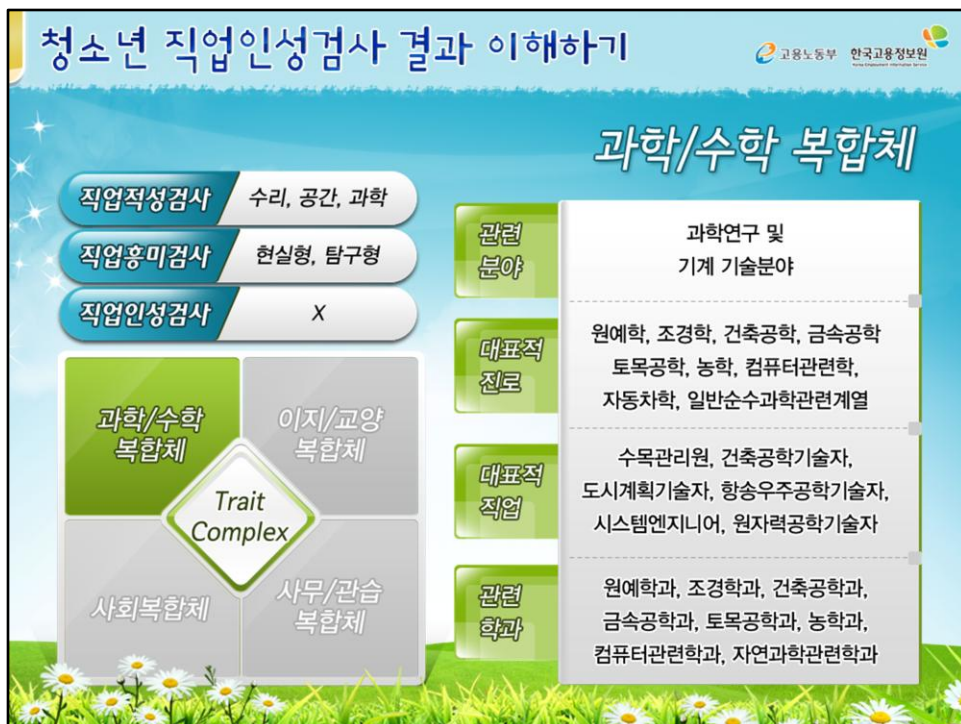 청소년 직업인성검사 결과 이해하기
고용노동부 한국고용정보원
Korea Employment Information Service
과학/수학 복합체
직업적성검사 수리, 공간, 과학
직업흥미검사 현실형, 탐구형
직업인성검사 X
과학/수학
복합체
이지/교양
복합체
Trait
Complex
사회복합체
사무/관습
복합체
관련
분야
과학연구 및
기계 기술분야
대표적
진로
원예학, 조경학, 건축공학, 금속공학
토목공학, 농학, 컴퓨터관련학,
자동차학, 일반순수과학관련계열
대표적
직업
수목관리원, 건축공학기술자,
도시계획기술자, 항송우주공학기술자,
시스템엔지니어, 원자력공학기술자
관련
학과
원예학과, 조경학과, 건축공학과,
금속공학과, 토목공학과, 농학과,
컴퓨터관련학과, 자연과학관련학과